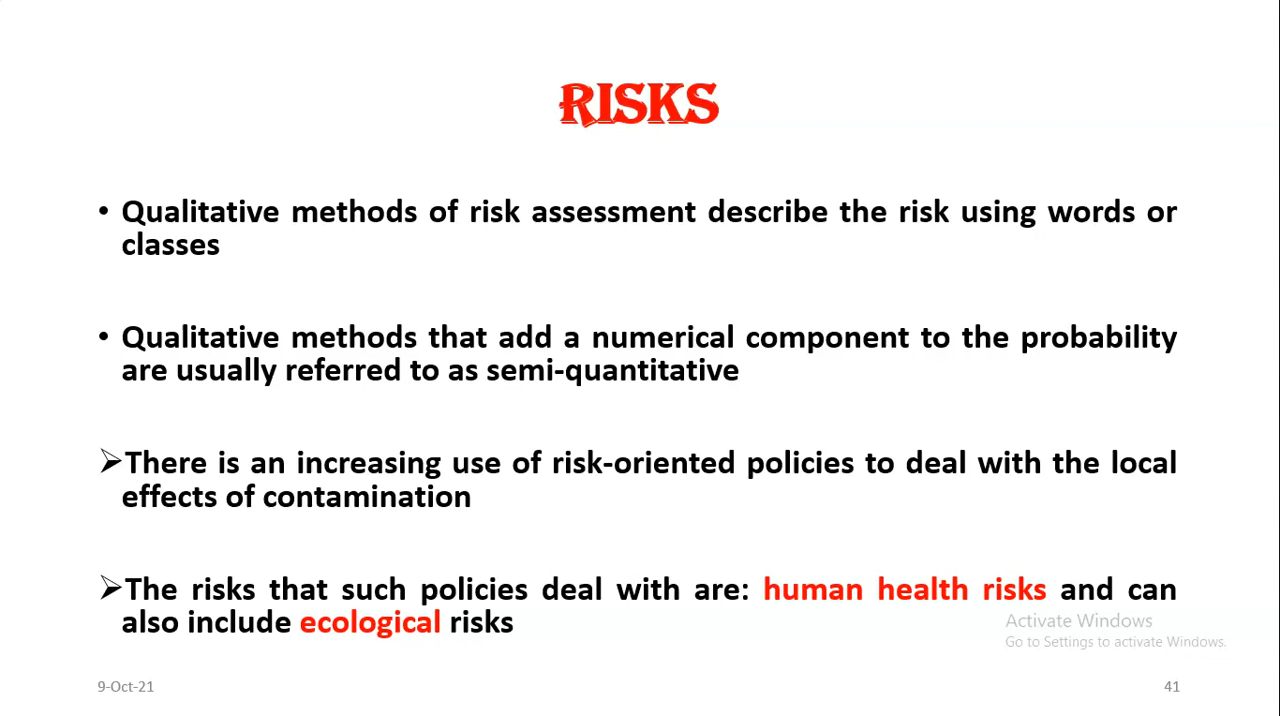 RISKS
• Qualitative methods of risk assessment describe the risk using words or
classes
• Qualitative methods that add a numerical component to the probability
are usually referred to as semi-quantitative
➢There is an increasing use of risk-oriented policies to deal with the local
effects of contamination
➢The risks that such policies deal with are: human health risks and can
also include ecological risks
Activate Windows
Go to Settings to activate Windows.
9-Oct-21
41